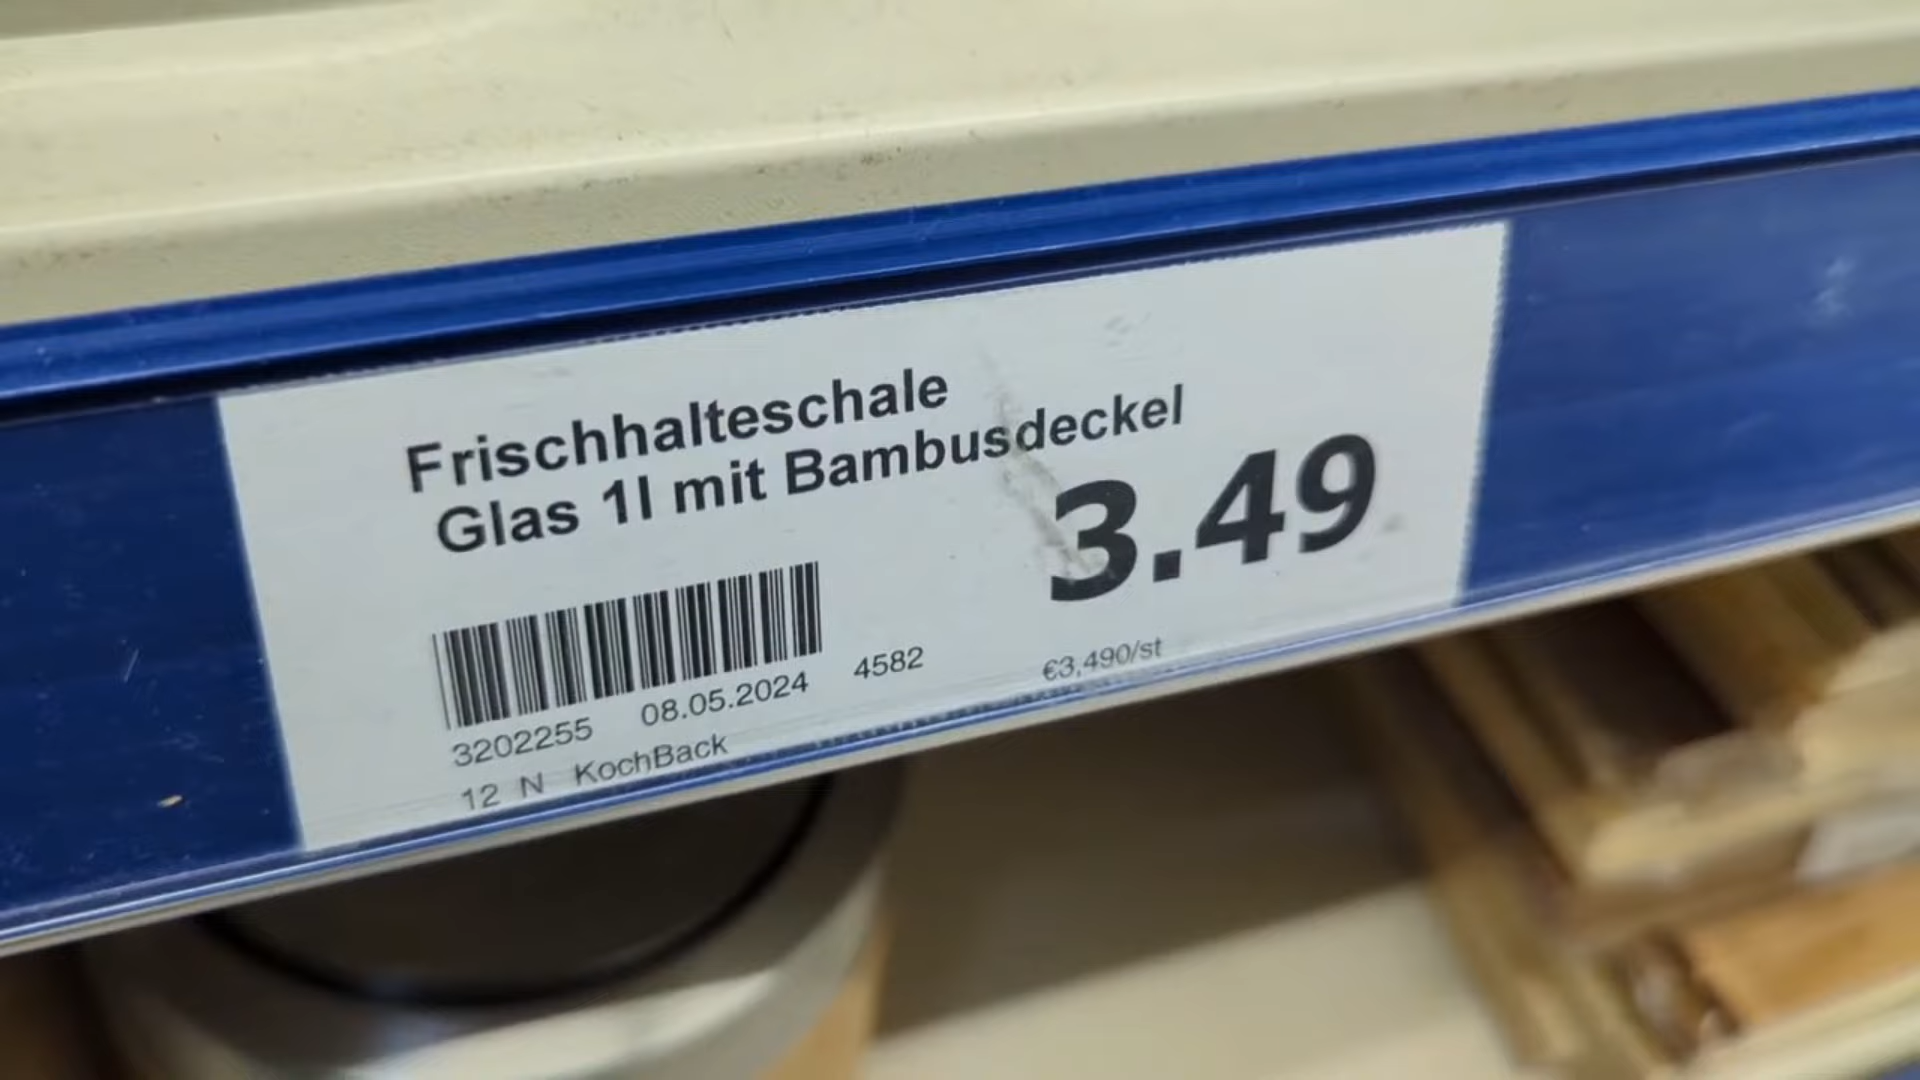 Frischhalteschale
Glas 1l mit Bambusdeckel
3.49
3202255 08.05.2024 4582 €3,490/st
12 N KochBack